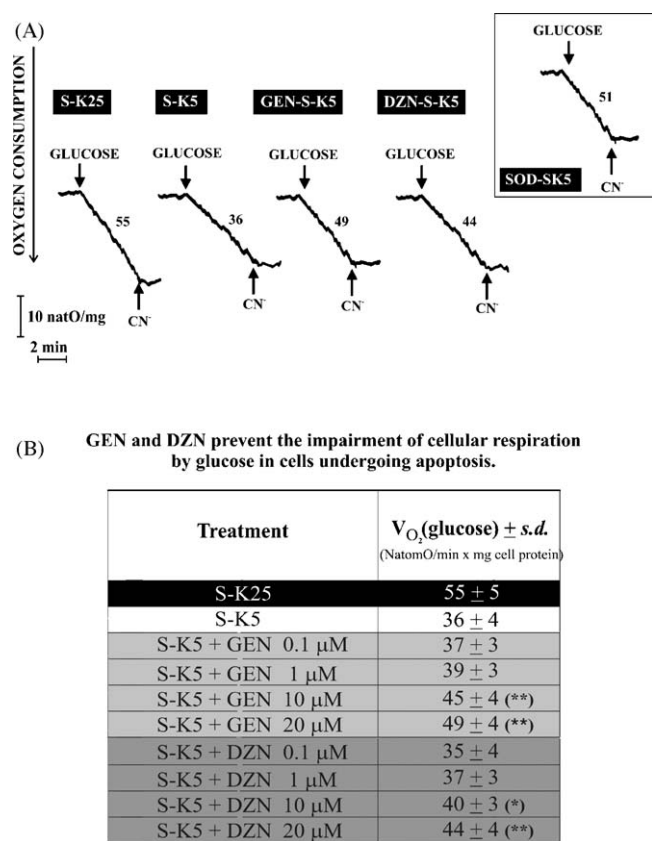 (A)
OXYGEN CONSUMPTION
S-K25
S-K5
GEN-S-K5
DZN-S-K5
GLUCOSE
GLUCOSE
GLUCOSE
GLUCOSE
55
36
49
44
CN-
CN-
CN-
CN-
10 natO/mg
2 min
GLUCOSE
51
SOD-SK5
CN-
(B)
GEN and DZN prevent the impairment of cellular respiration
by glucose in cells undergoing apoptosis.
Treatment
VO2(glucose) ± s.d.
(NatomO/min x mg cell protein)
S-K25 55 ± 5
S-K5 36 ± 4
S-K5 + GEN 0.1 µM 37 ± 3
S-K5 + GEN 1 µM 39 ± 3
S-K5 + GEN 10 µM 45 ± 4 (**)
S-K5 + GEN 20 µM 49 ± 4 (**)
S-K5 + DZN 0.1 µM 35 ± 4
S-K5 + DZN 1 µM 37 ± 3
S-K5 + DZN 10 µM 40 ± 3 (*)
S-K5 + DZN 20 µM 44 ± 4 (**)